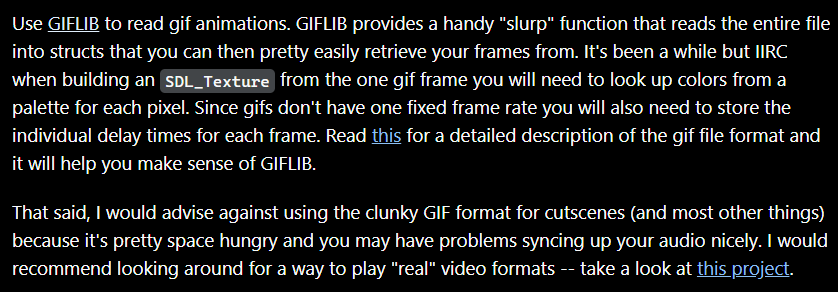 Use GIFLIB to read gif animations. GIFLIB provides a handy "slurp" function that reads the entire file
into structs that you can then pretty easily retrieve your frames from. It's been a while but IIRC
when building an SDL_Texture from the one gif frame you will need to look up colors from a
palette for each pixel. Since gifs don't have one fixed frame rate you will also need to store the
individual delay times for each frame. Read this for a detailed description of the gif file format and
it will help you make sense of GIFLIB.
That said, I would advise against using the clunky GIF format for cutscenes (and most other things)
because it's pretty space hungry and you may have problems syncing up your audio nicely. I would
recommend looking around for a way to play "real" video formats -- take a look at this project.